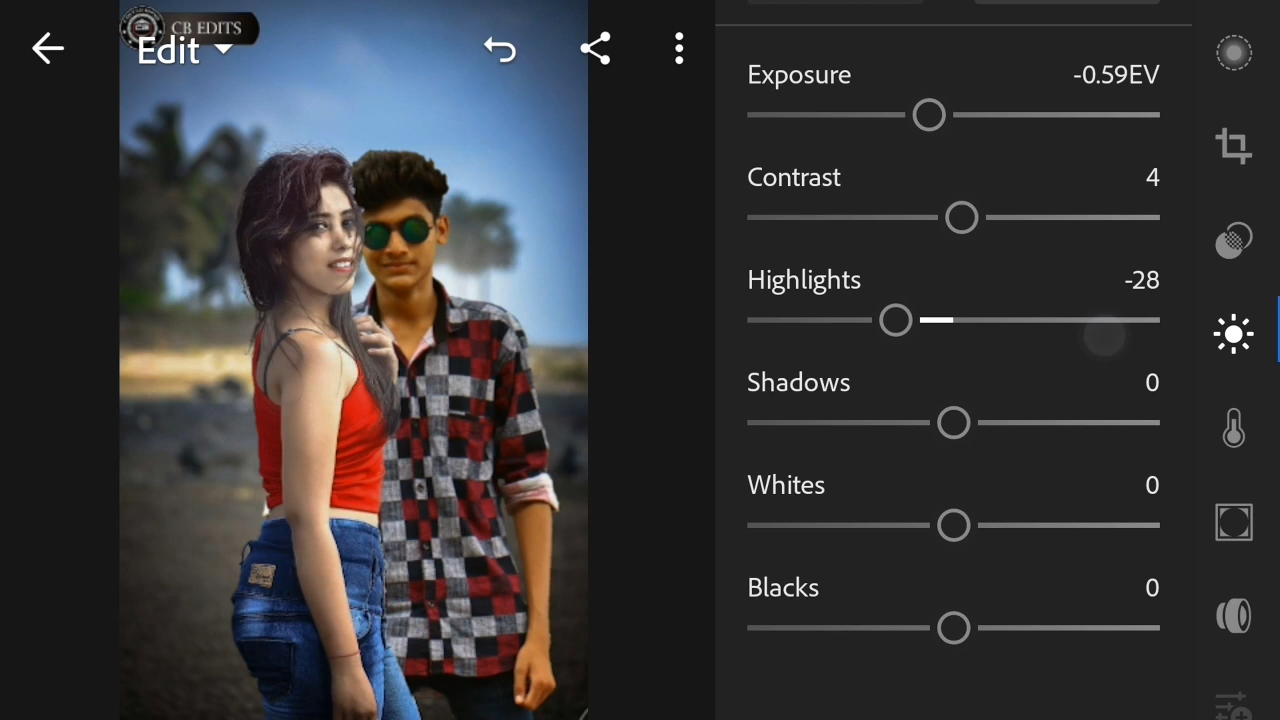 CB EDITS
Edit
Exposure -0.59EV
Contrast 4
Highlights -28
Shadows 0
Whites 0
Blacks 0